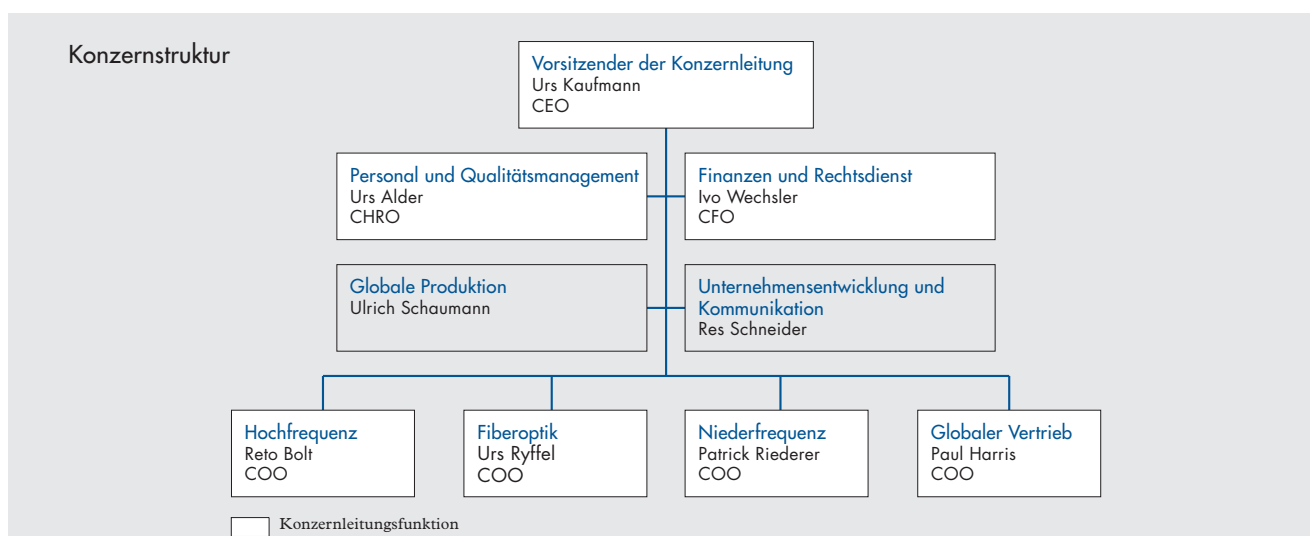 Konzernstruktur
Vorsitzender der Konzernleitung
Urs Kaufmann
CEO
Personal und Qualitätsmanagement
Urs Alder
CHRO
Finanzen und Rechtsdienst
Ivo Wechsler
CFO
Globale Produktion
Ulrich Schaumann
Unternehmensentwicklung und
Kommunikation
Res Schneider
Hochfrequenz
Reto Bolt
COO
Fiberoptik
Urs Ryffel
COO
Niederfrequenz
Patrick Riederer
COO
Globaler Vertrieb
Paul Harris
COO
Konzernleitungsfunktion